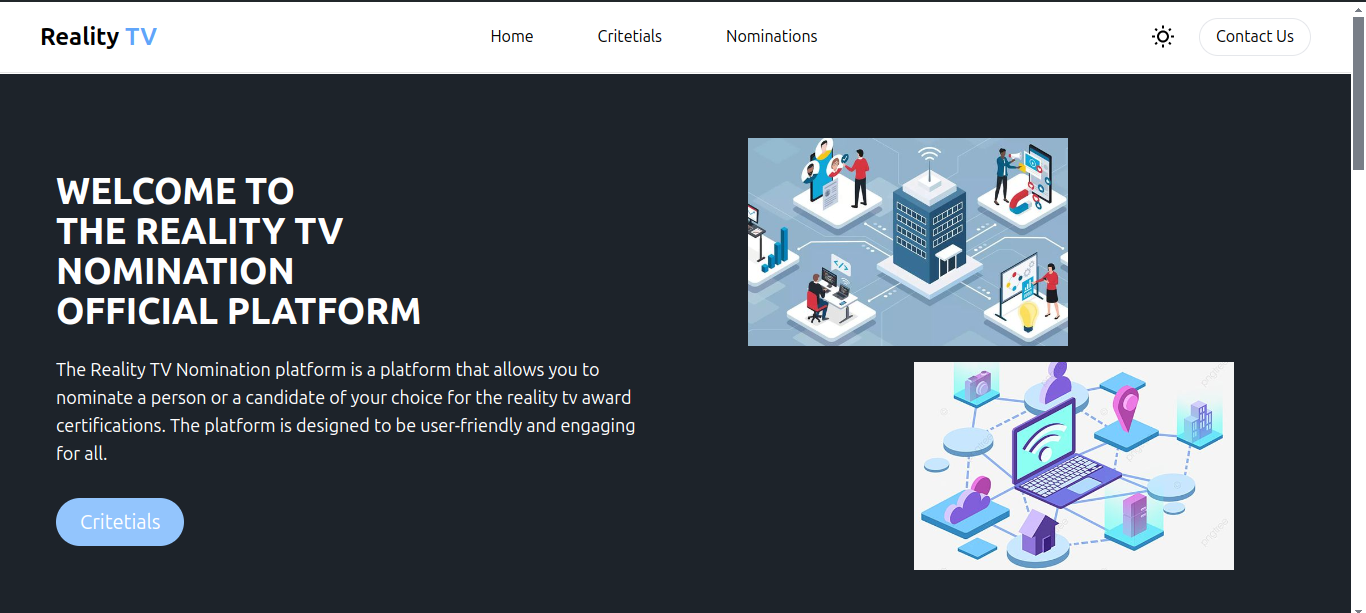 Reality TV
Home
Critetials
Nominations
Contact Us
WELCOME TO
THE REALITY TV
NOMINATION
OFFICIAL PLATFORM
The Reality TV Nomination platform is a platform that allows you to
nominate a person or a candidate of your choice for the reality tv award
certifications. The platform is designed to be user-friendly and engaging
for all.
Critetials